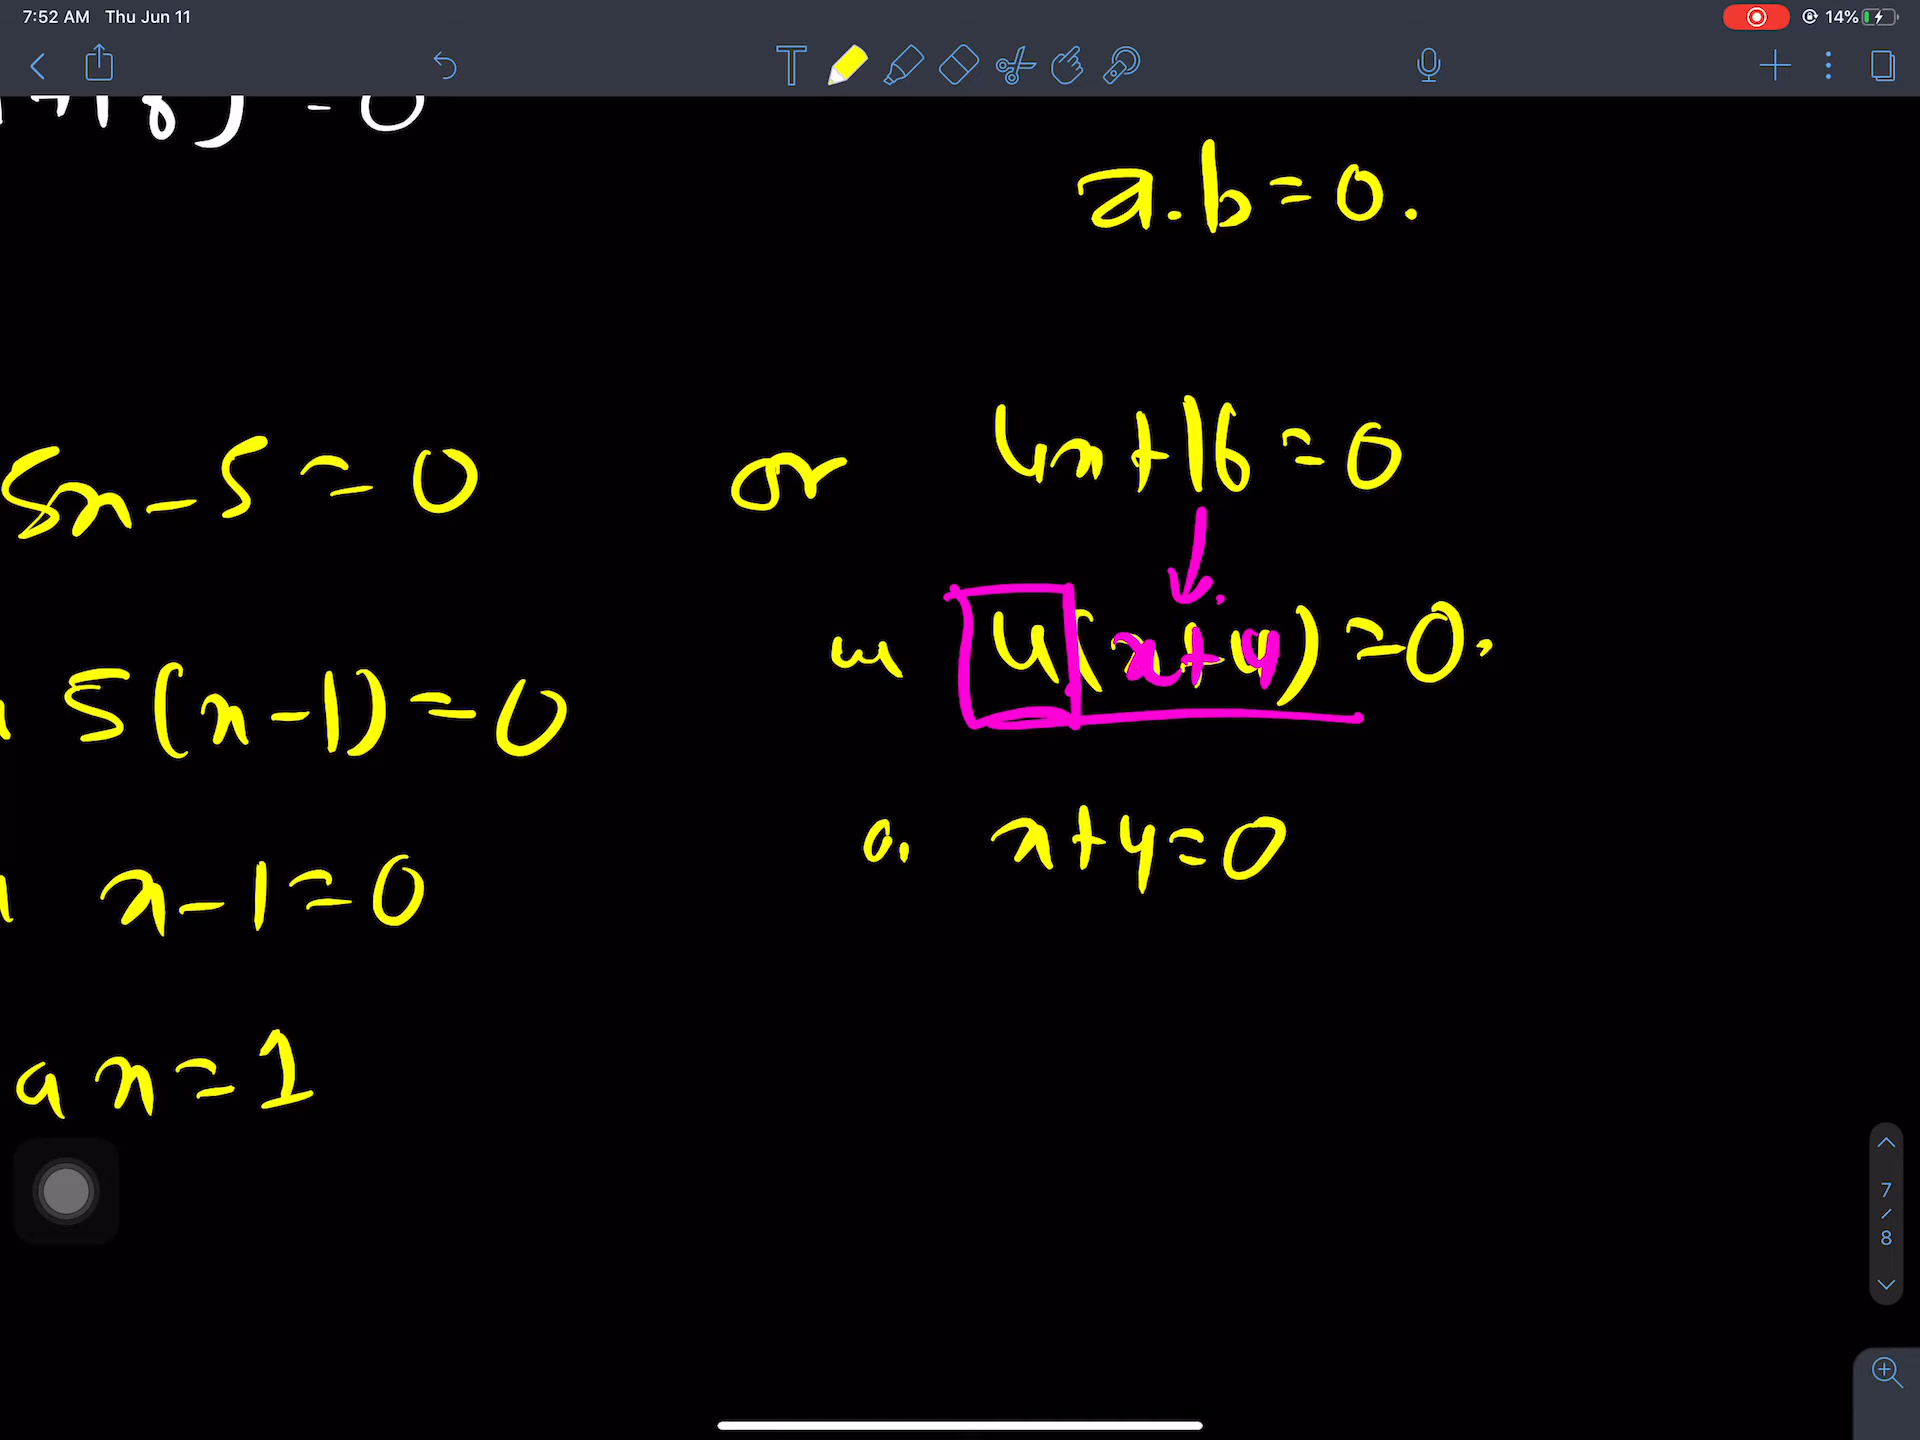 7:52 AM Thu Jun 11
14%
) = 0
a.b=0.
5x-5=0 or 4x+16=0
5(x-1)=0
4(x+4)=0,
x-1=0
x+4=0
x=1
7
/
8